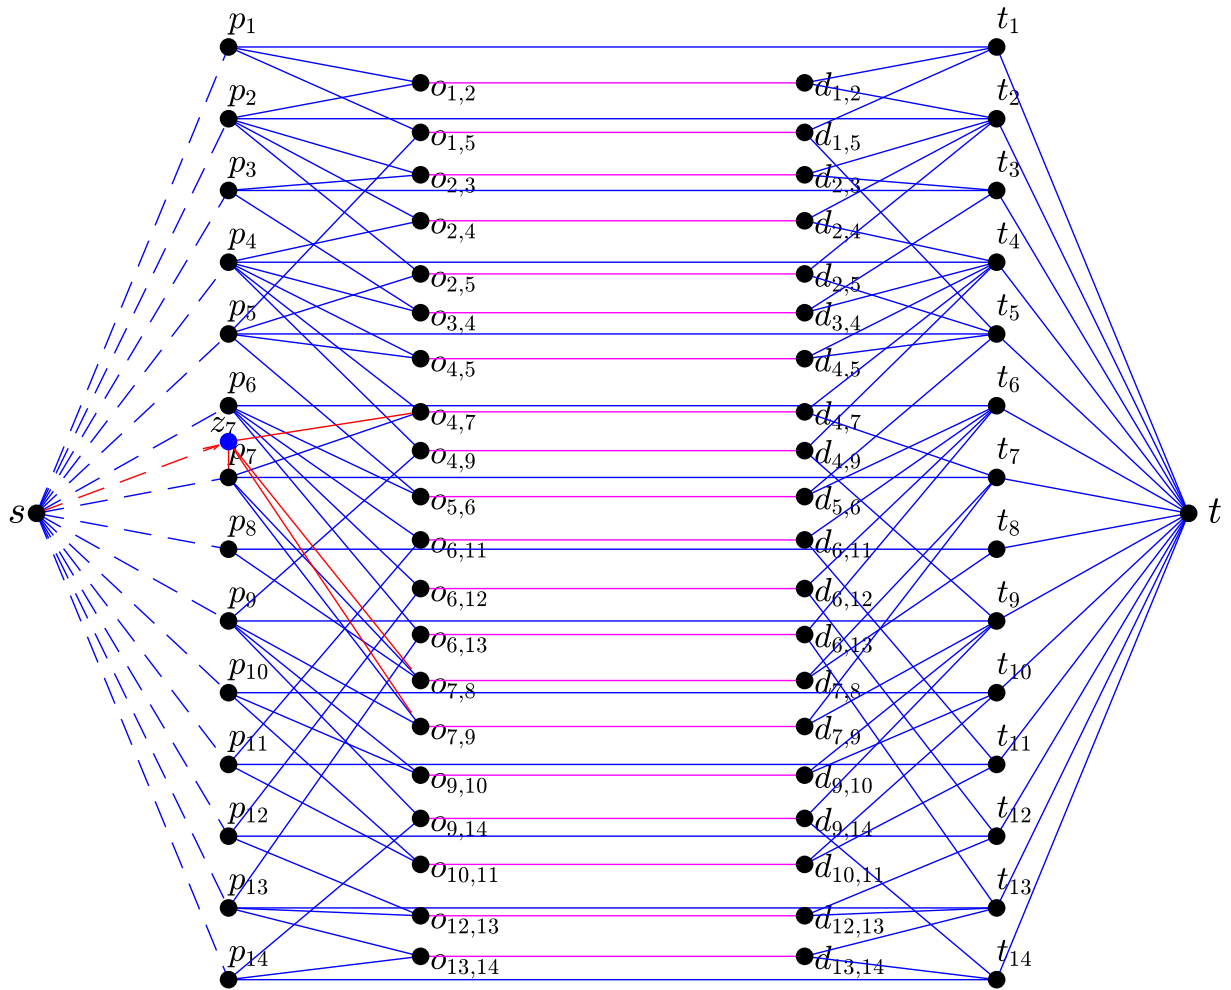 p₁ t₁
o₁,₂ d₁,₂
p₂ t₂
o₁,₅ d₁,₅
p₃ o₂,₃ d₂,₃ t₃
o₂,₄ d₂,₄
p₄ t₄
o₂,₅ d₂,₅
p₅ o₃,₄ d₃,₄ t₅
o₄,₅ d₄,₅
p₆ t₆
z₇ o₄,₇ d₄,₇
p₇ o₄,₉ d₄,₉ t₇
o₅,₆ d₅,₆
s t
p₈ t₈
o₆,₁₁ d₆,₁₁
p₉ o₆,₁₂ d₆,₁₂ t₉
o₆,₁₃ d₆,₁₃
p₁₀ t₁₀
o₇,₈ d₇,₈
o₇,₉ d₇,₉
p₁₁ t₁₁
o₉,₁₀ d₉,₁₀
p₁₂ t₁₂
o₉,₁₄ d₉,₁₄
o₁₀,₁₁ d₁₀,₁₁
p₁₃ t₁₃
o₁₂,₁₃ d₁₂,₁₃
p₁₄ t₁₄
o₁₃,₁₄ d₁₃,₁₄